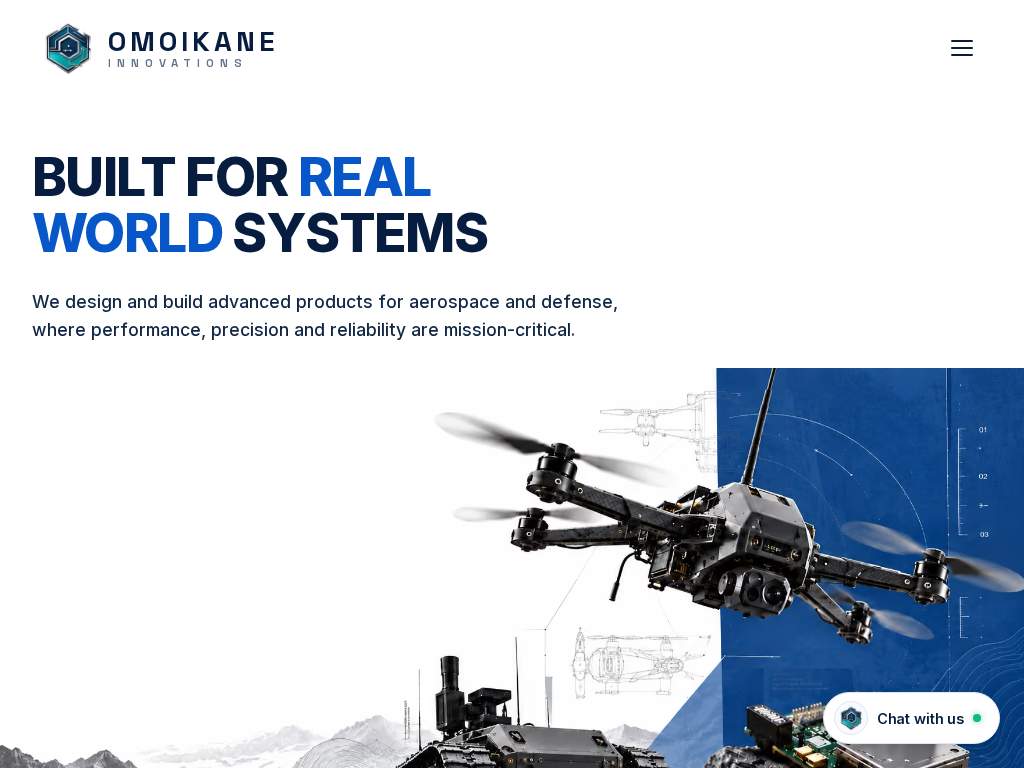 OMOIKANE
INNOVATIONS
BUILT FOR REAL
WORLD SYSTEMS
We design and build advanced products for aerospace and defense,
where performance, precision and reliability are mission-critical.
01
02
03
Chat with us